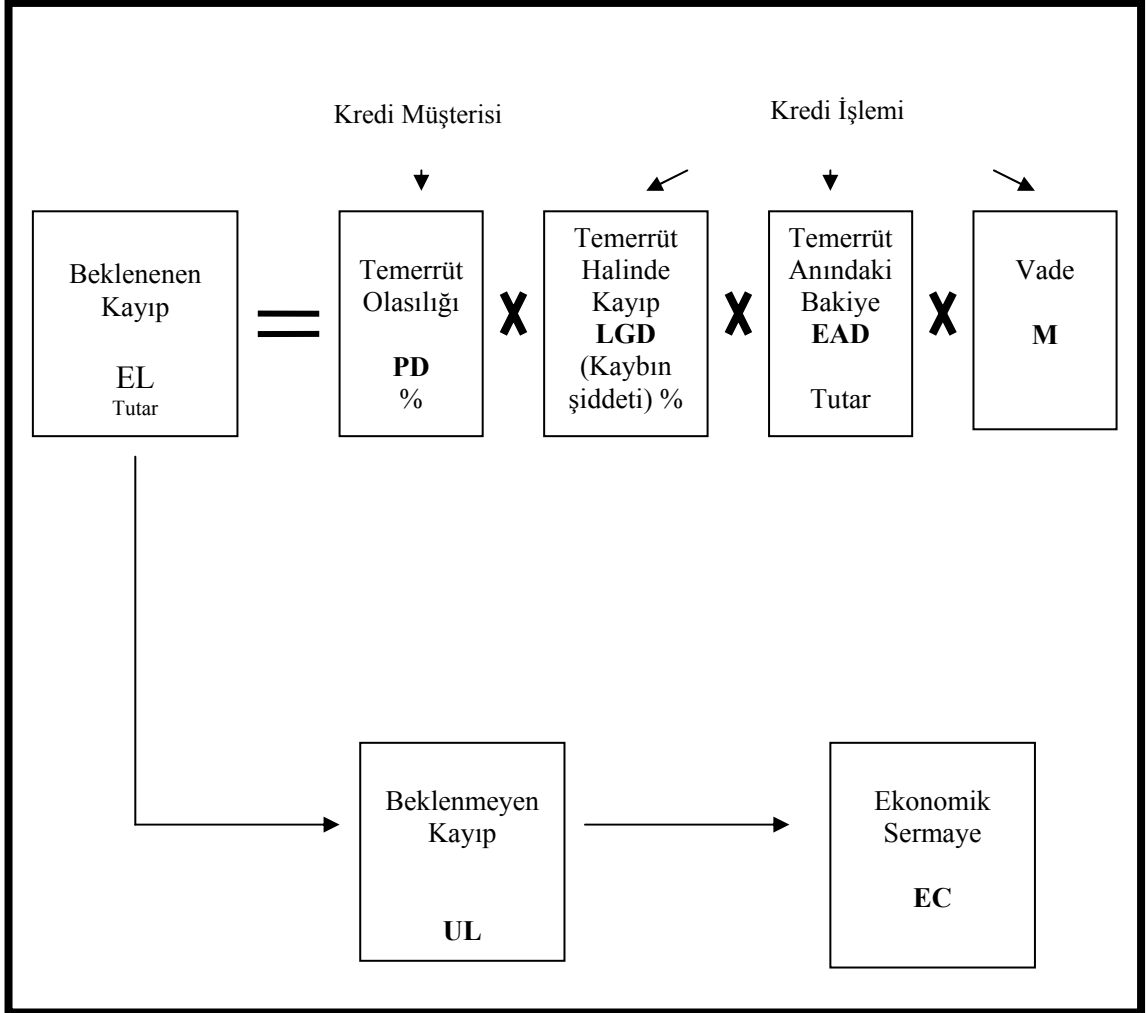 Kredi Müşterisi
Kredi İşlemi
Beklenenen
Kayıp
EL
Tutar
=
Temerrüt
Olasılığı
PD
%
X
Temerrüt
Halinde
Kayıp
LGD
(Kaybın
şiddeti) %
X
Temerrüt
Anındaki
Bakiye
EAD
Tutar
X
Vade
M
Beklenmeyen
Kayıp
UL
Ekonomik
Sermaye
EC